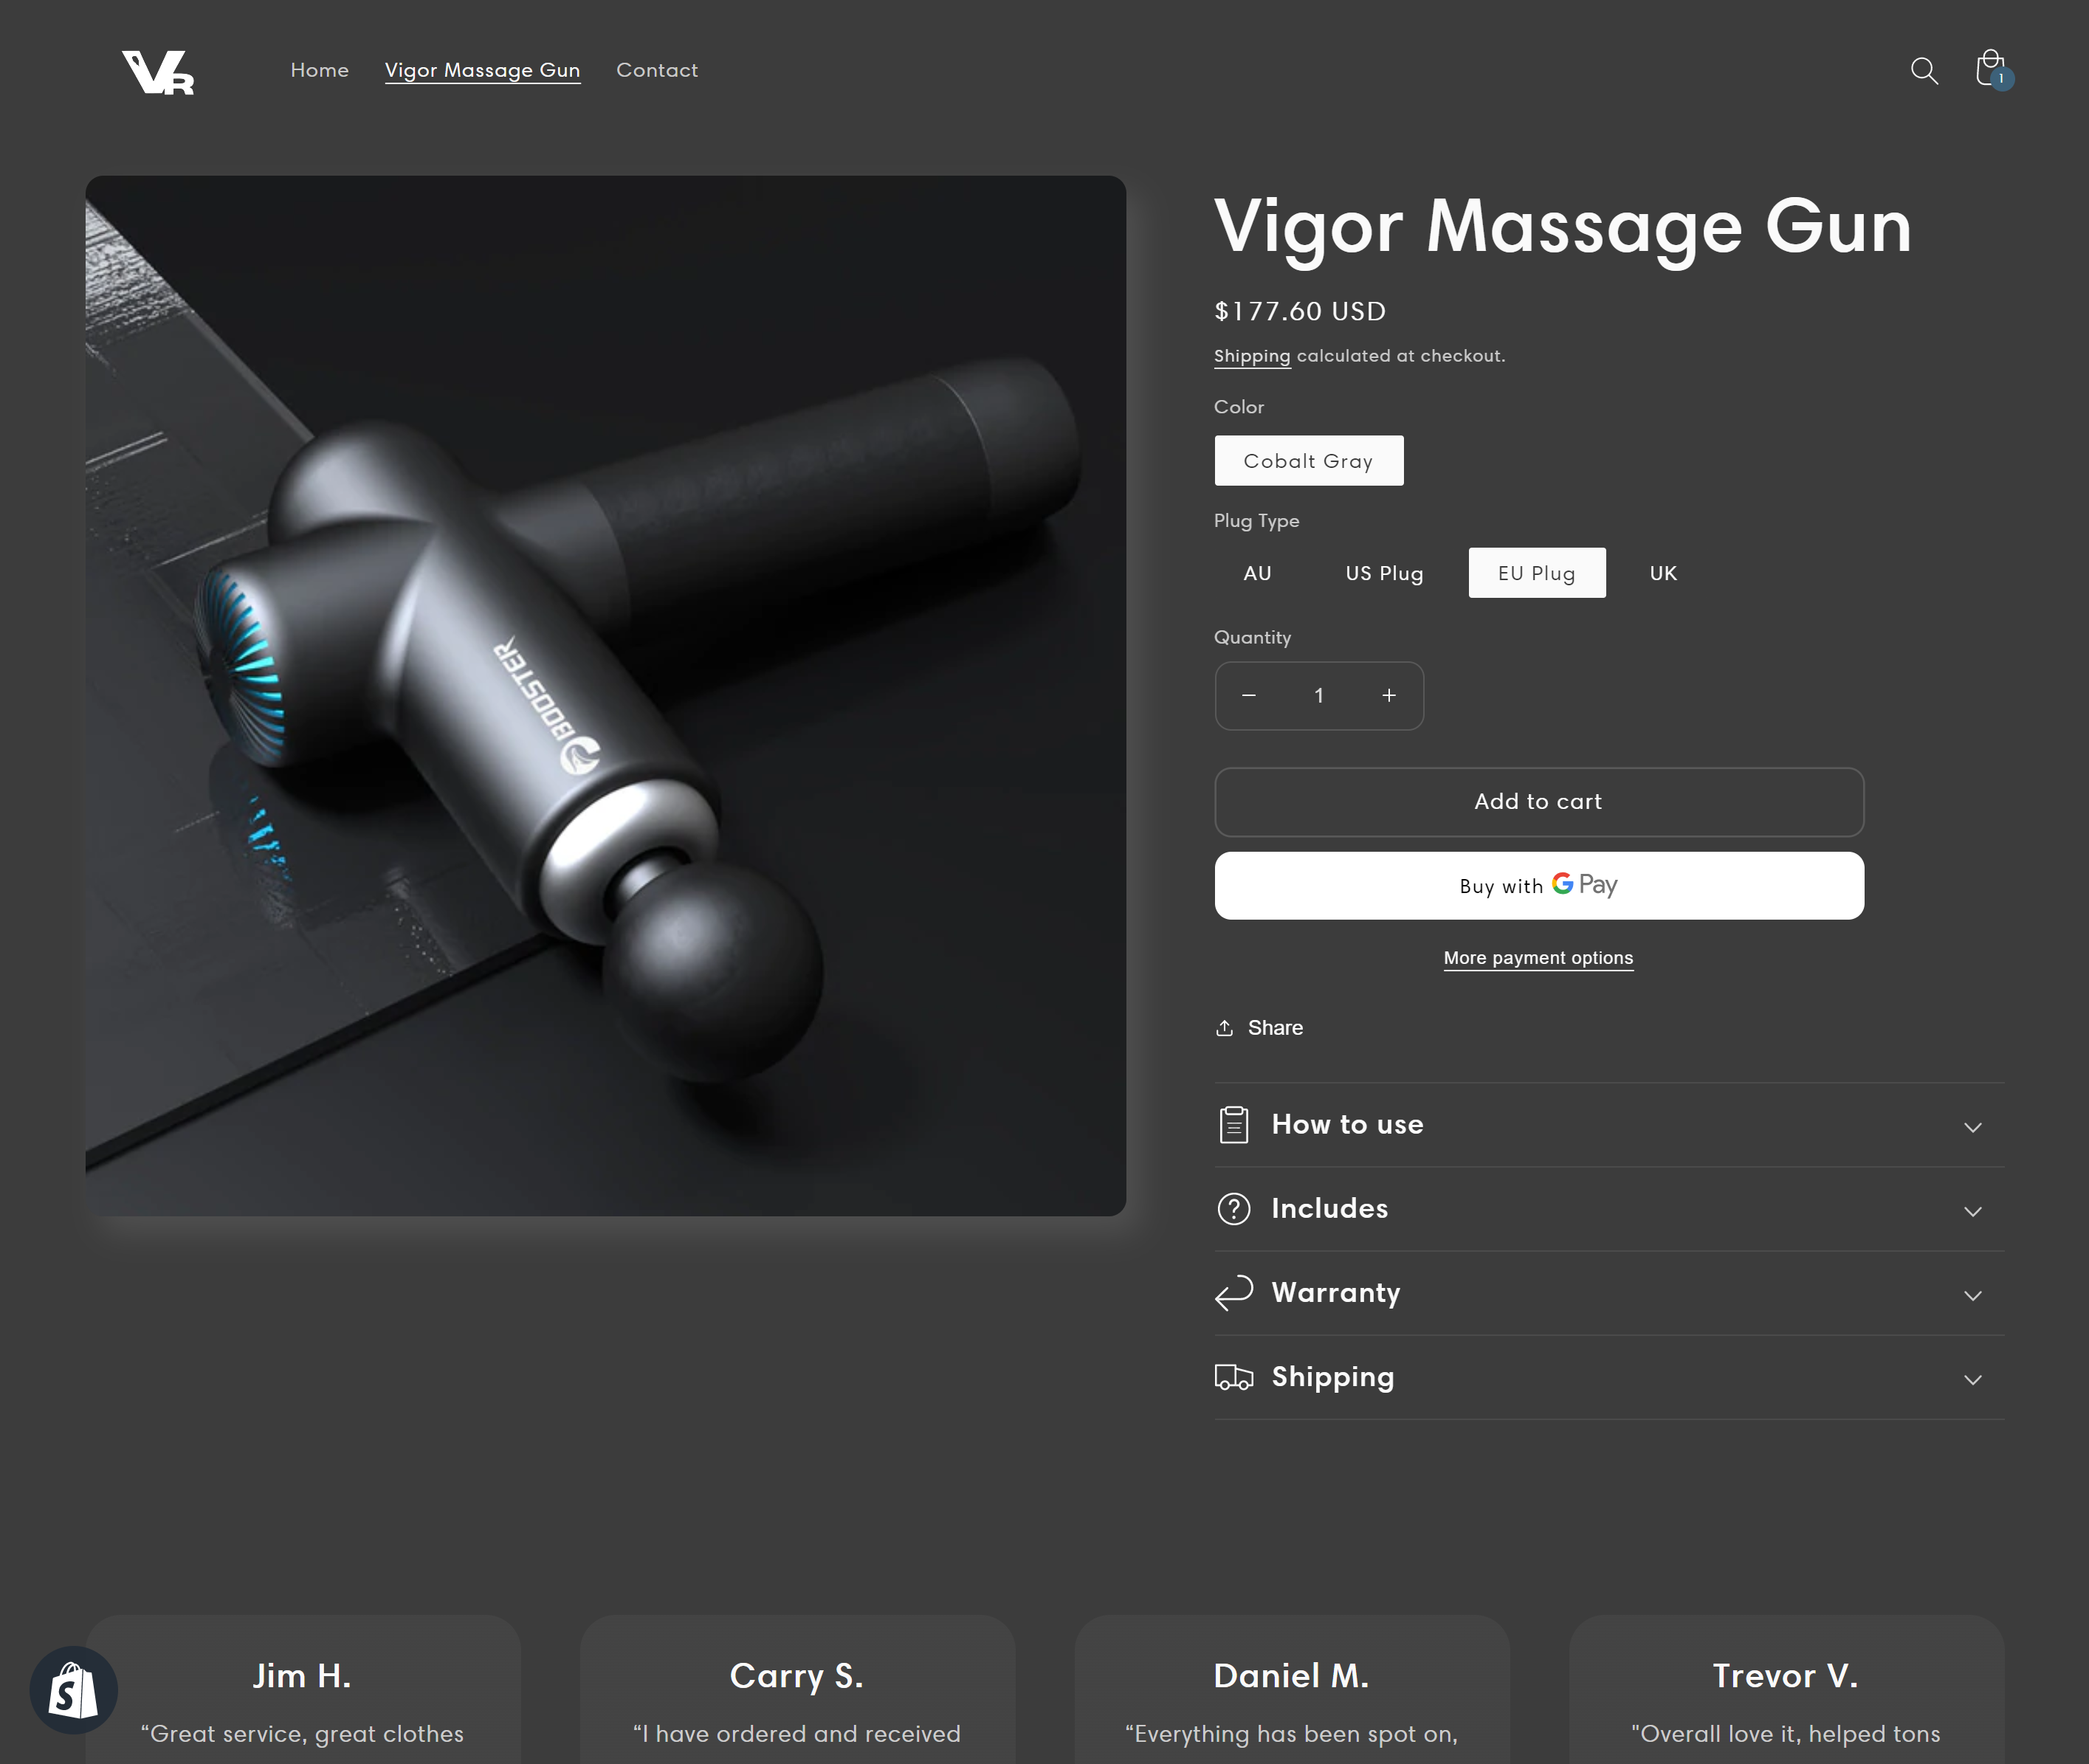 VR
Home
Vigor Massage Gun
Contact
1
BOOSTER
Vigor Massage Gun
$177.60 USD
Shipping calculated at checkout.
Color
Cobalt Gray
Plug Type
AU
US Plug
EU Plug
UK
Quantity
− 1 +
Add to cart
Buy with G Pay
More payment options
Share
How to use
Includes
Warranty
Shipping
Jim H.
“Great service, great clothes
Carry S.
“I have ordered and received
Daniel M.
“Everything has been spot on,
Trevor V.
"Overall love it, helped tons